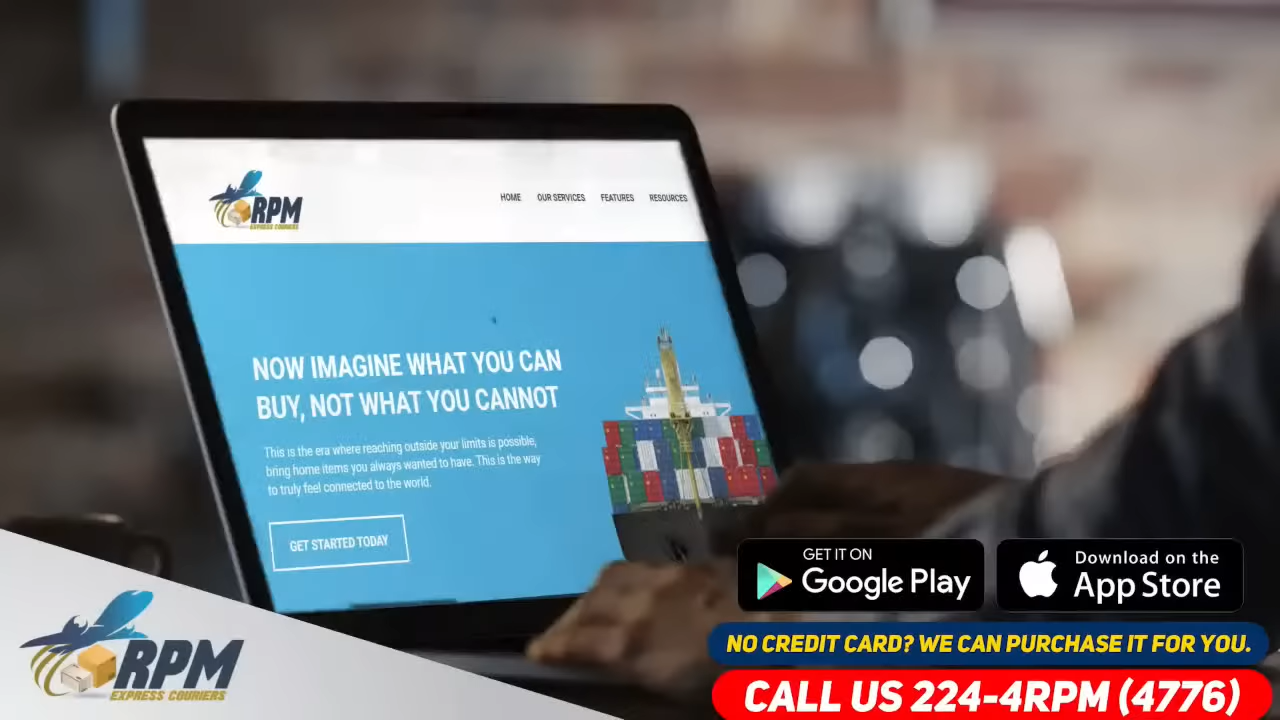 RPM
EXPRESS COURIERS
HOME OUR SERVICES FEATURES RESOURCES
NOW IMAGINE WHAT YOU CAN
BUY, NOT WHAT YOU CANNOT
This is the era where reaching outside your limits is possible,
bring home items you always wanted to have. This is the way
to truly feel connected to the world.
GET STARTED TODAY
GET IT ON
Google Play
Download on the
App Store
NO CREDIT CARD? WE CAN PURCHASE IT FOR YOU.
CALL US 224-4RPM (4776)
RPM
EXPRESS COURIERS